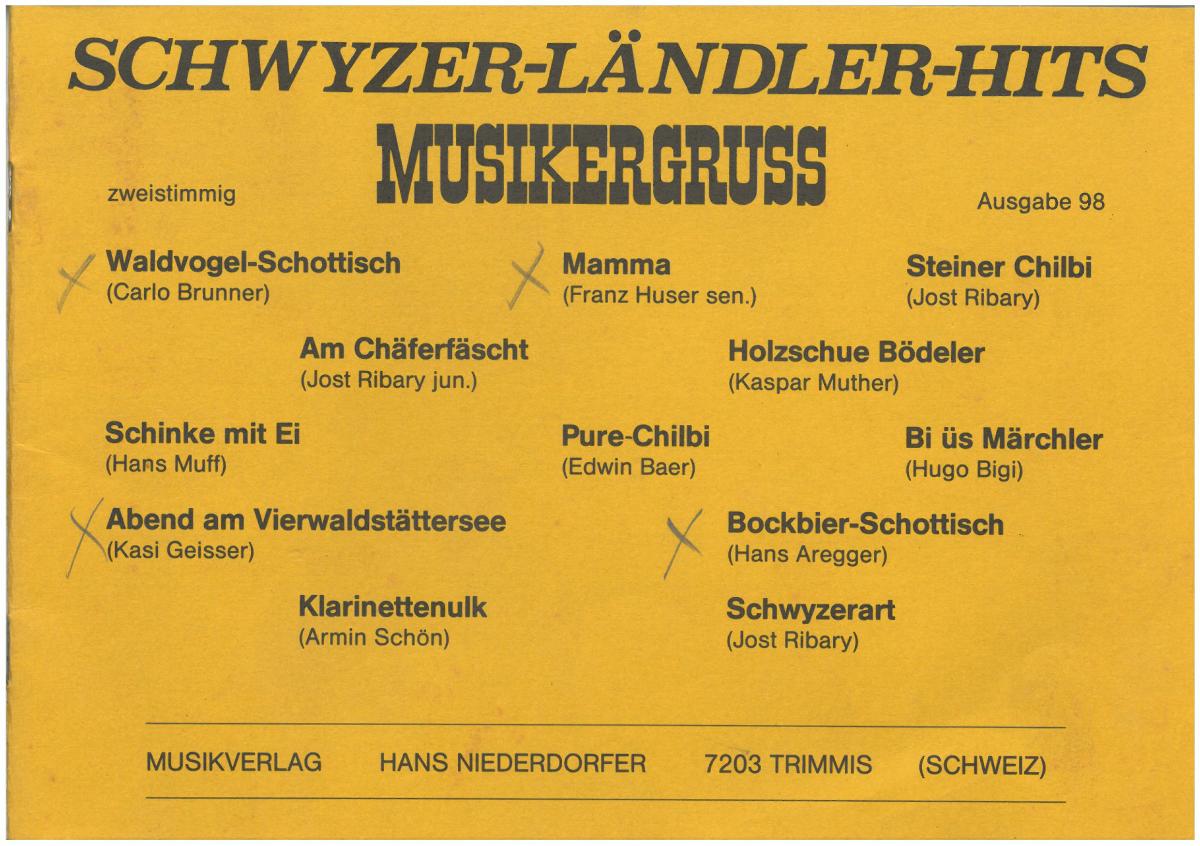 SCHWYZER-LÄNDLER-HITS
MUSIKERGRUSS
zweistimmig
Ausgabe 98
Waldvogel-Schottisch
(Carlo Brunner)
Mamma
(Franz Huser sen.)
Steiner Chilbi
(Jost Ribary)
Am Chäferfäscht
(Jost Ribary jun.)
Holzschue Bödeler
(Kaspar Muther)
Schinke mit Ei
(Hans Muff)
Pure-Chilbi
(Edwin Baer)
Bi üs Märchler
(Hugo Bigi)
Abend am Vierwaldstättersee
(Kasi Geisser)
Bockbier-Schottisch
(Hans Aregger)
Klarinettenulk
(Armin Schön)
Schwyzerart
(Jost Ribary)
MUSIKVERLAG HANS NIEDERDORFER 7203 TRIMMIS (SCHWEIZ)